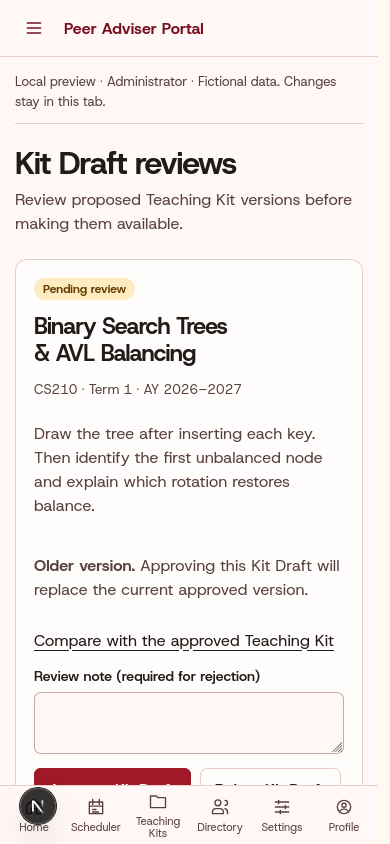 Peer Adviser Portal
Local preview · Administrator · Fictional data. Changes
stay in this tab.
Kit Draft reviews
Review proposed Teaching Kit versions before
making them available.
Pending review
Binary Search Trees
& AVL Balancing
CS210 · Term 1 · AY 2026–2027
Draw the tree after inserting each key.
Then identify the first unbalanced node
and explain which rotation restores
balance.
Older version. Approving this Kit Draft will
replace the current approved version.
Compare with the approved Teaching Kit
Review note (required for rejection)
N
Home
Scheduler
Teaching
Kits
Directory
Settings
Profile